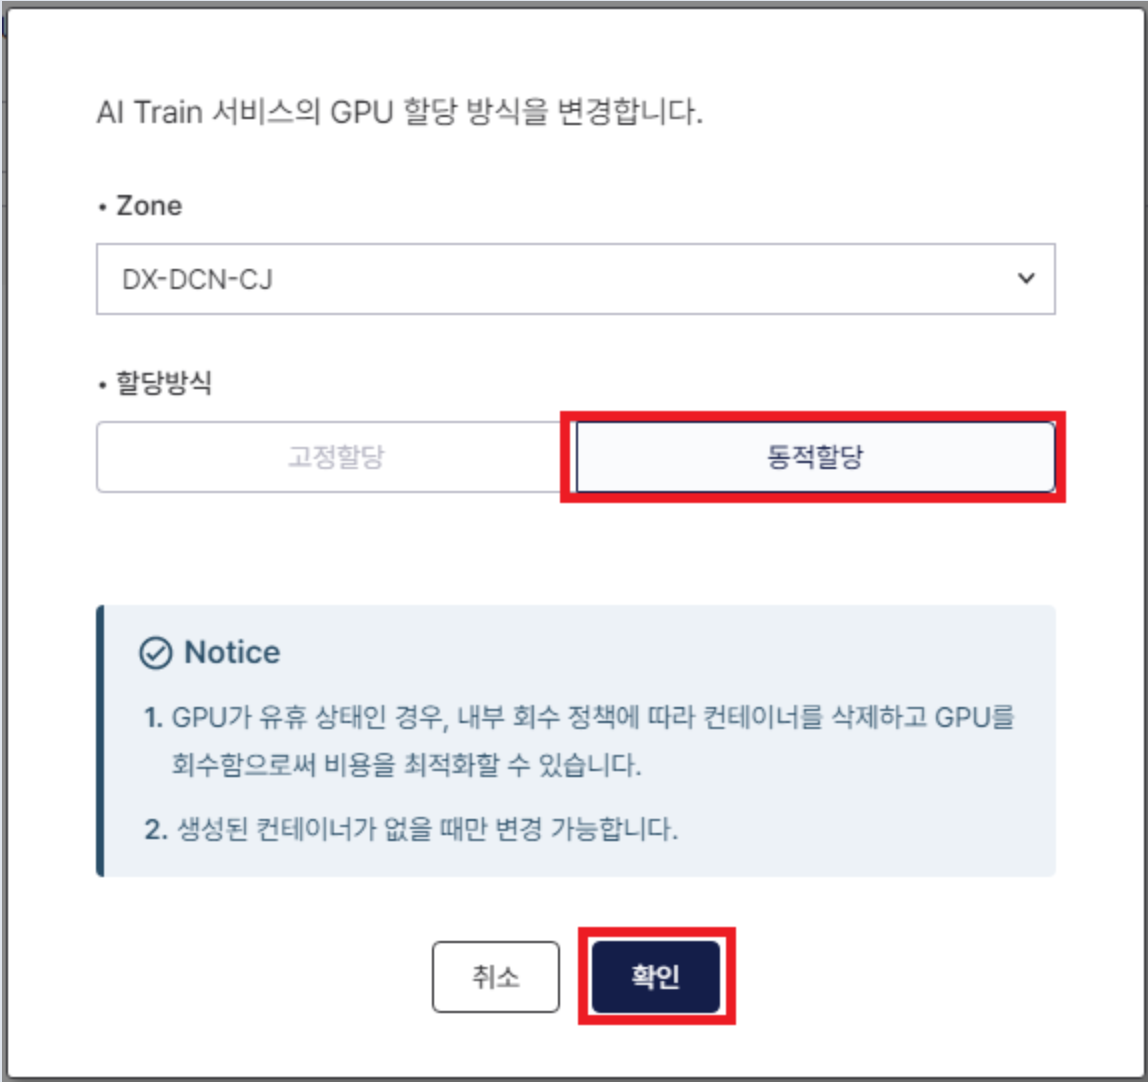 AI Train 서비스의 GPU 할당 방식을 변경합니다.
• Zone
DX-DCN-CJ
• 할당방식
고정할당
동적할당
Notice
1. GPU가 유휴 상태인 경우, 내부 회수 정책에 따라 컨테이너를 삭제하고 GPU를
회수함으로써 비용을 최적화할 수 있습니다.
2. 생성된 컨테이너가 없을 때만 변경 가능합니다.
취소
확인